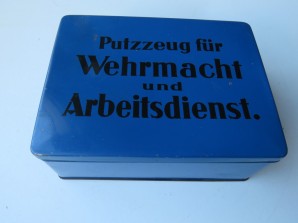 Putzzeug für
Wehrmacht
und
Arbeitsdienst.